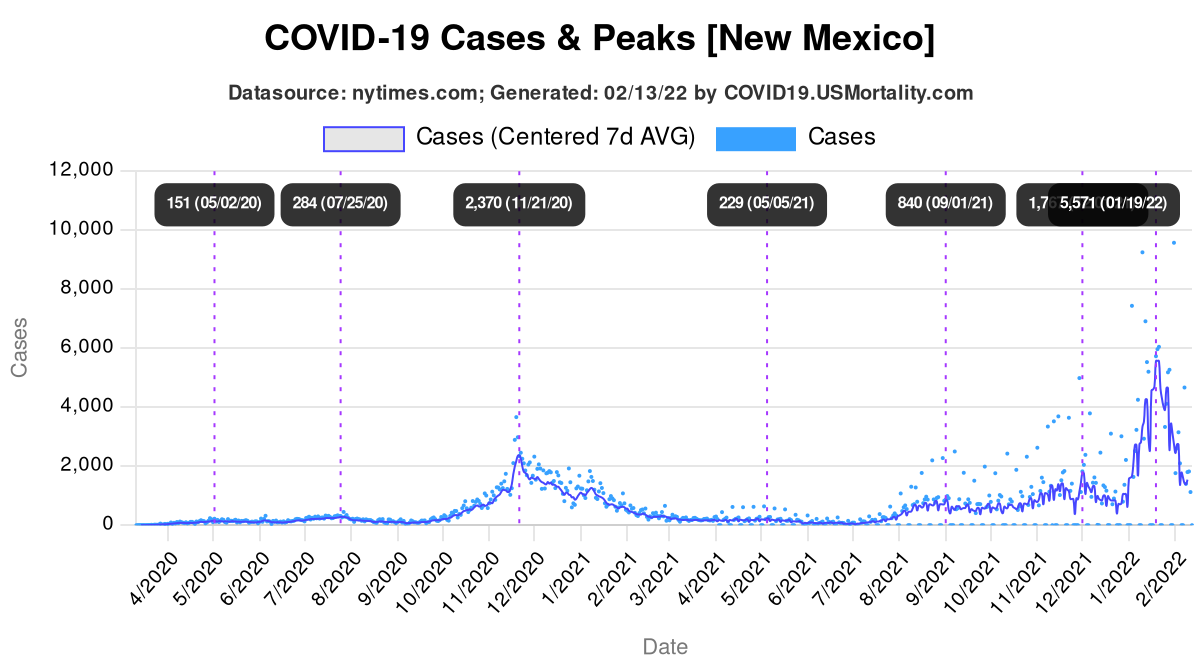 COVID-19 Cases & Peaks [New Mexico]
Datasource: nytimes.com; Generated: 02/13/22 by COVID19.USMortality.com
Cases (Centered 7d AVG) Cases
12,000
151 (05/02/20) 284 (07/25/20) 2,370 (11/21/20) 229 (05/05/21) 840 (09/01/21) 5,571 (01/19/22)
10,000
8,000
6,000
4,000
2,000
0
Cases
4/2020 5/2020 6/2020 7/2020 8/2020 9/2020 10/2020 11/2020 12/2020 1/2021 2/2021 3/2021 4/2021 5/2021 6/2021 7/2021 8/2021 9/2021 10/2021 11/2021 12/2021 1/2022 2/2022
Date